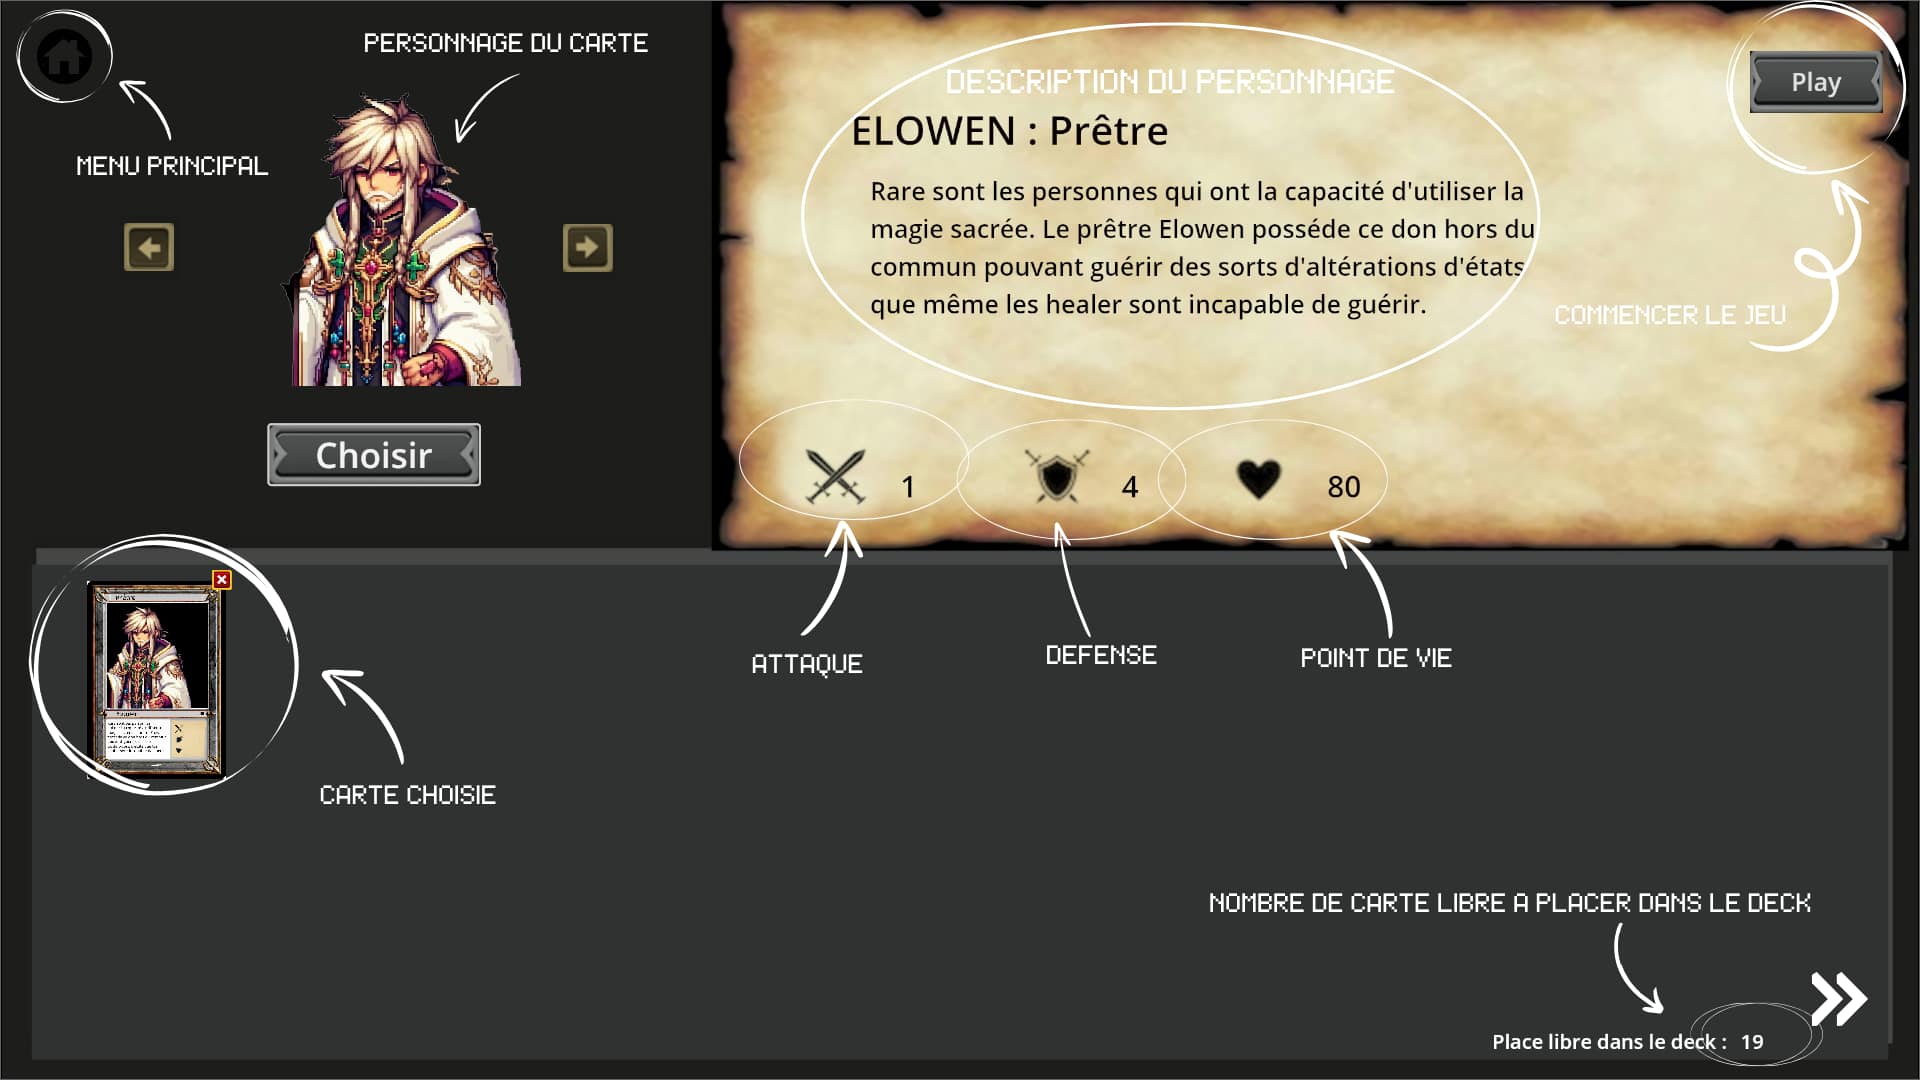 PERSONNAGE DU CARTE
MENU PRINCIPAL
Choisir
DESCRIPTION DU PERSONNAGE
ELOWEN : Prêtre
Rare sont les personnes qui ont la capacité d'utiliser la
magie sacrée. Le prêtre Elowen posséde ce don hors du
commun pouvant guérir des sorts d'altérations d'états
que même les healer sont incapable de guérir.
Play
COMMENCER LE JEU
1
4
80
ATTAQUE
DEFENSE
POINT DE VIE
CARTE CHOISIE
NOMBRE DE CARTE LIBRE A PLACER DANS LE DECK
Place libre dans le deck : 19